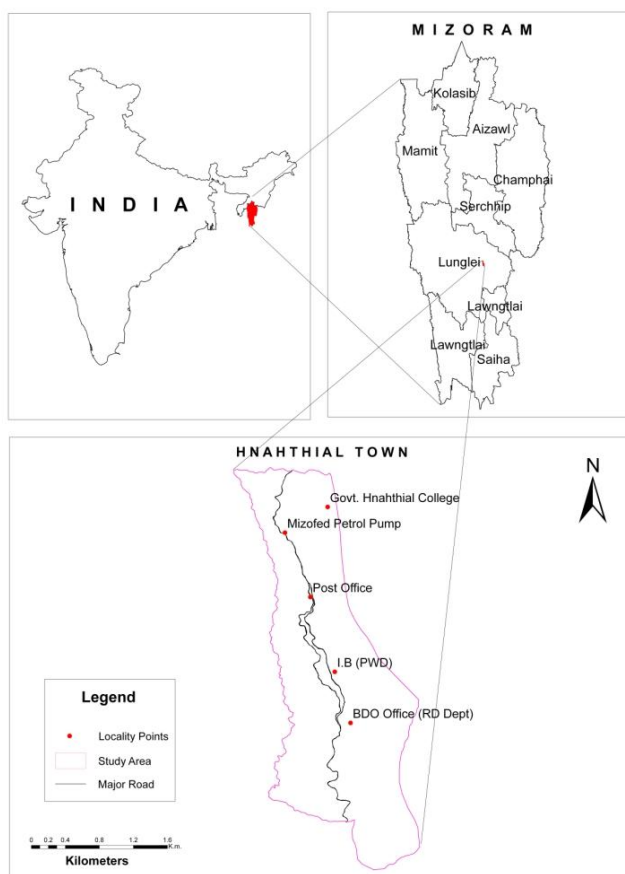 I N D I A
M I Z O R A M
Kolasib
Aizawl
Mamit
Champhai
Serchhip
Lunglei
Lawngtlai
Lawngtlai
Saiha
HNAHTHIAL TOWN
N
Govt. Hnahthial College
Mizofed Petrol Pump
Post Office
I.B (PWD)
BDO Office (RD Dept)
Legend
Locality Points
Study Area
Major Road
0 0.2 0.4 0.8 1.2 1.6
K.m.
Kilometers